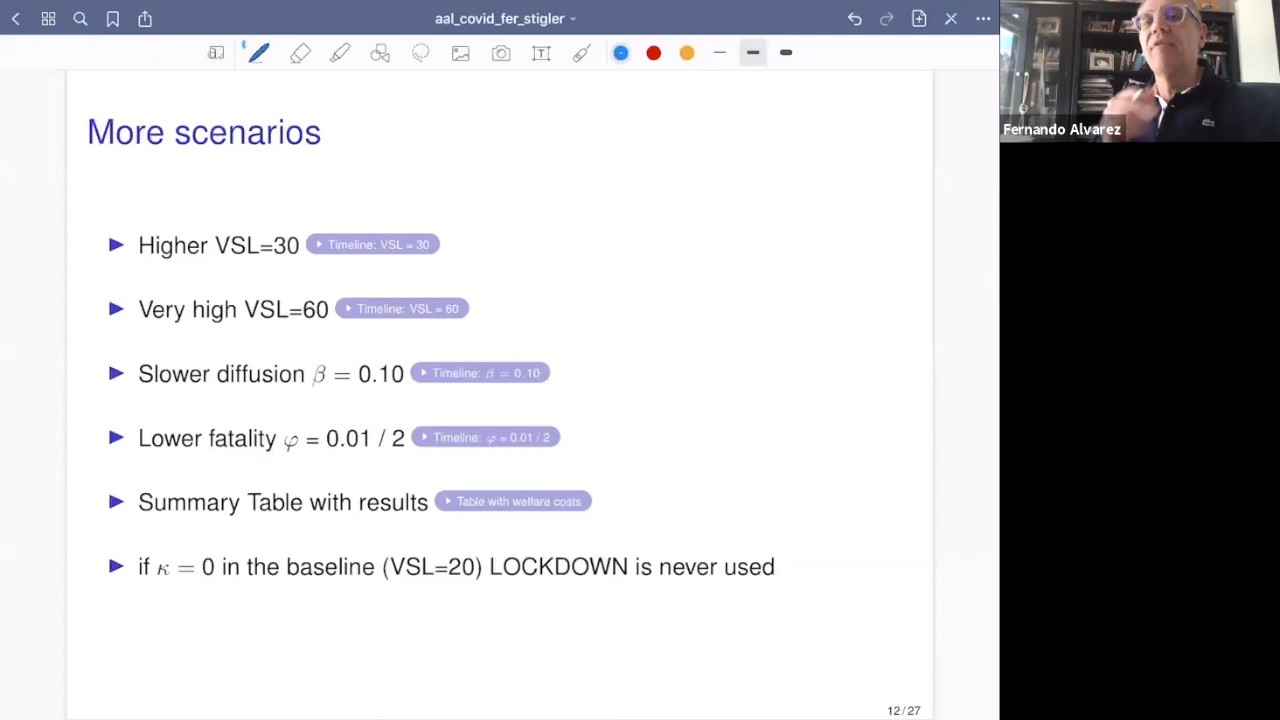 aal_covid_fer_stigler
Fernando Alvarez
More scenarios
Higher VSL=30 Timeline: VSL = 30
Very high VSL=60 Timeline: VSL = 60
Slower diffusion β = 0.10 Timeline: β = 0.10
Lower fatality φ = 0.01 / 2 Timeline: φ = 0.01 / 2
Summary Table with results Table with welfare costs
if κ = 0 in the baseline (VSL=20) LOCKDOWN is never used
12/27